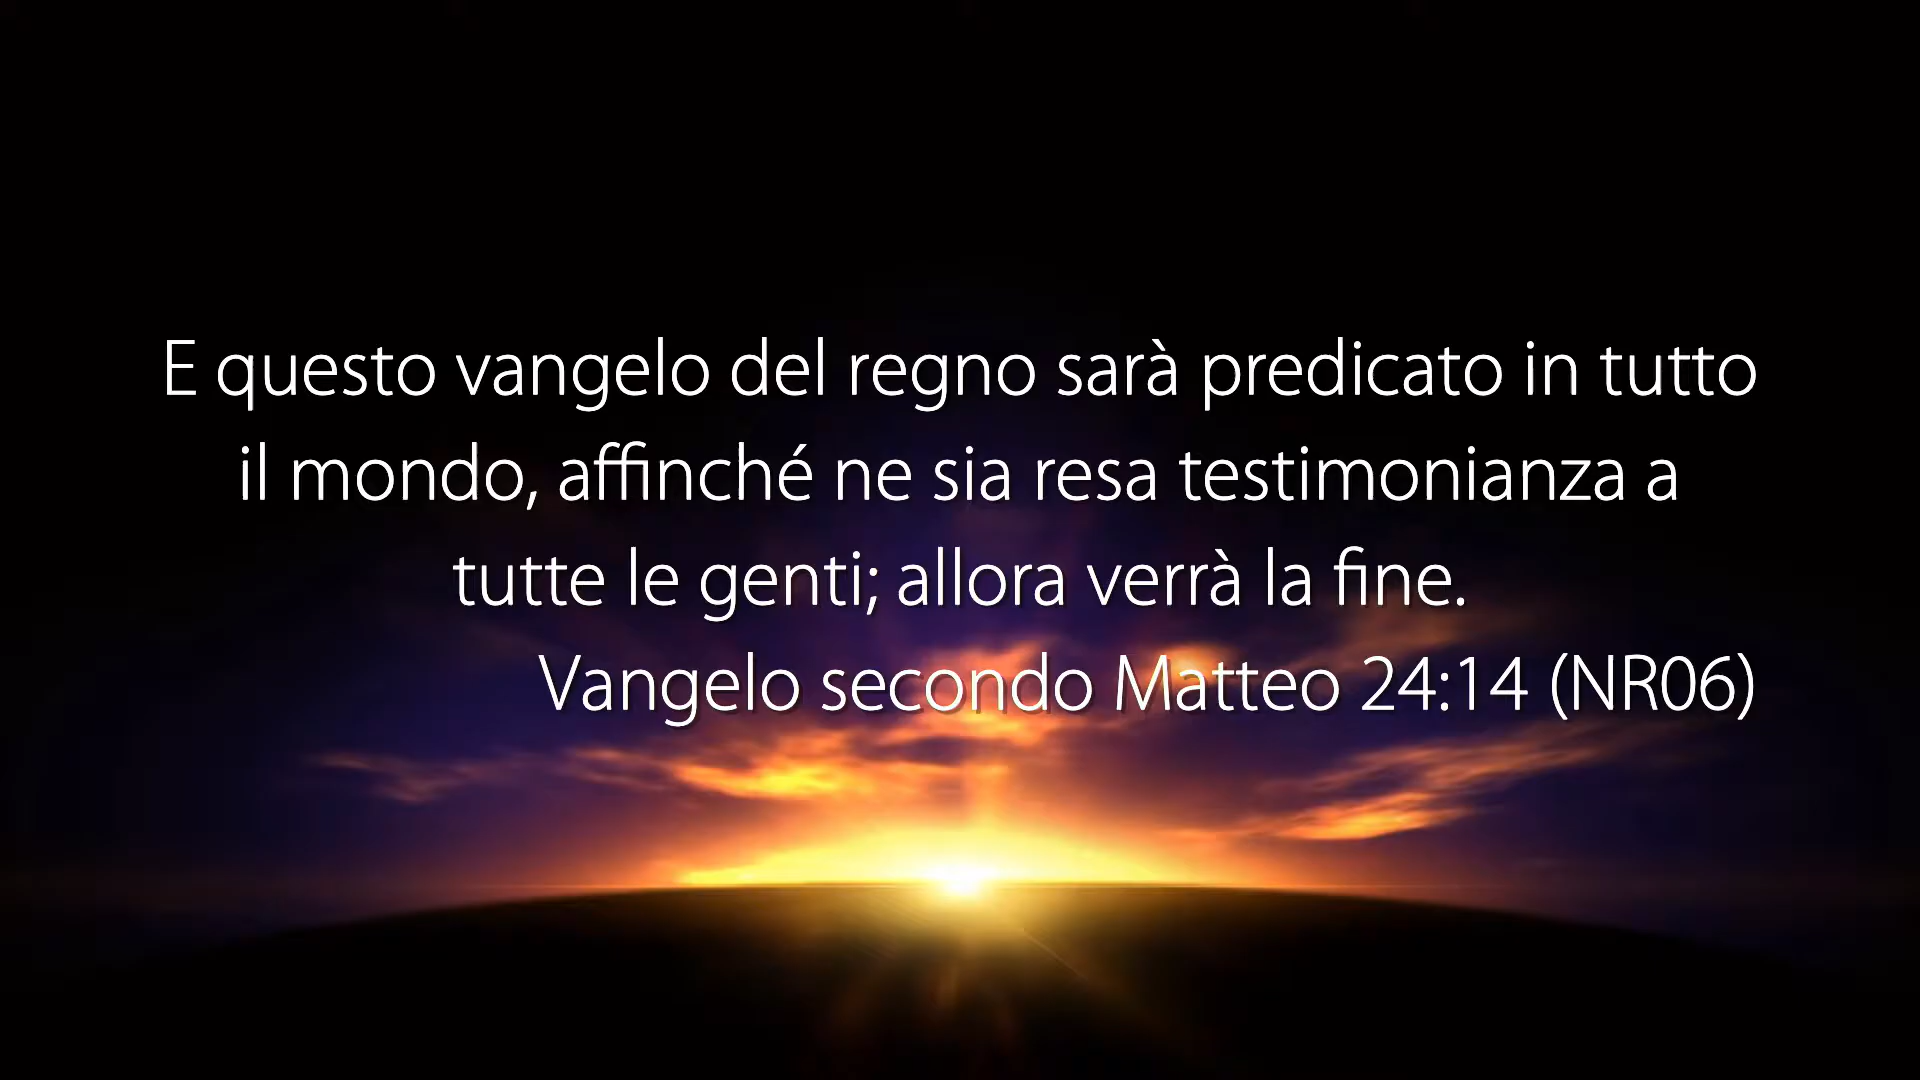 E questo vangelo del regno sarà predicato in tutto
il mondo, affinché ne sia resa testimonianza a
tutte le genti; allora verrà la fine.
Vangelo secondo Matteo 24:14 (NR06)